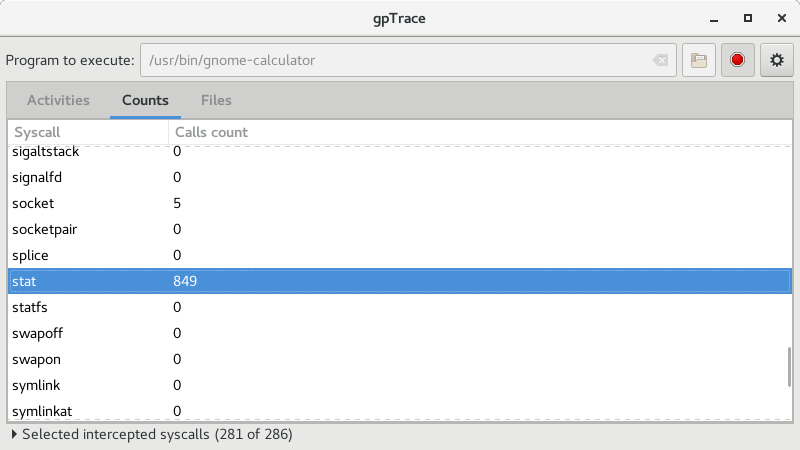 gpTrace
Program to execute: /usr/bin/gnome-calculator
Activities Counts Files
Syscall Calls count
sigaltstack 0
signalfd 0
socket 5
socketpair 0
splice 0
stat 849
statfs 0
swapoff 0
swapon 0
symlink 0
symlinkat 0
Selected intercepted syscalls (281 of 286)